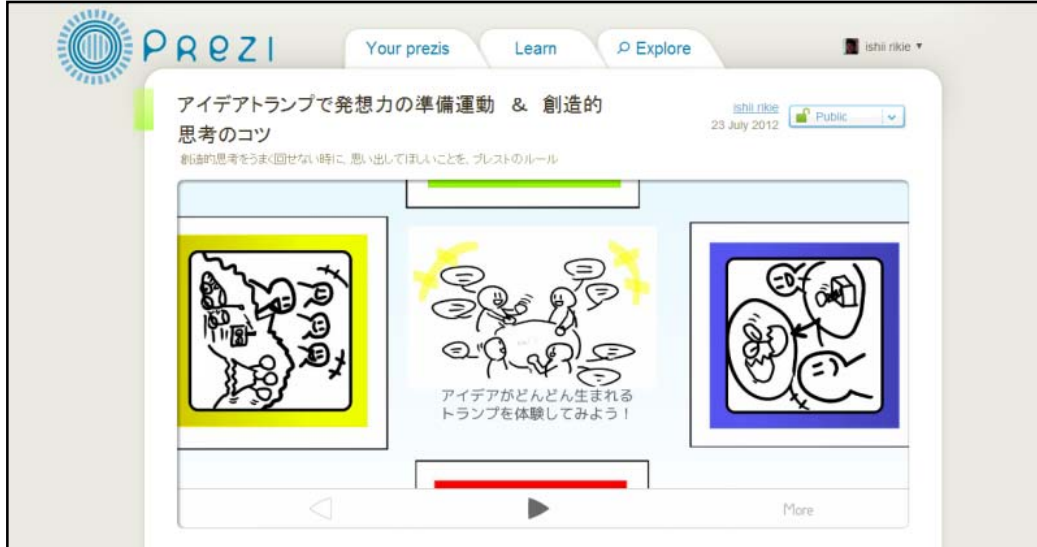 PREZI
Your prezis
Learn
Explore
ishii rikie
アイデアトランプで発想力の準備運動 & 創造的
思考のコツ
ishii rikie
23 July 2012
Public
創造的思考をうまく回せない時に、思い出してほしいことを、ブレストのルール
アイデアがどんどん生まれる
トランプを体験してみよう!
More